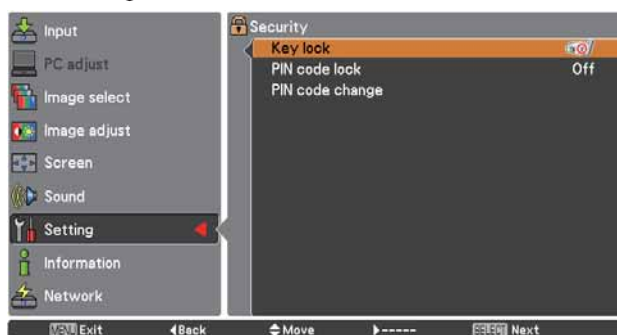 Input
PC adjust
Image select
Image adjust
Screen
Sound
Setting
Information
Network
Security
Key lock
PIN code lock Off
PIN code change
MENU Exit ◀Back Move ▶----- SELECT Next